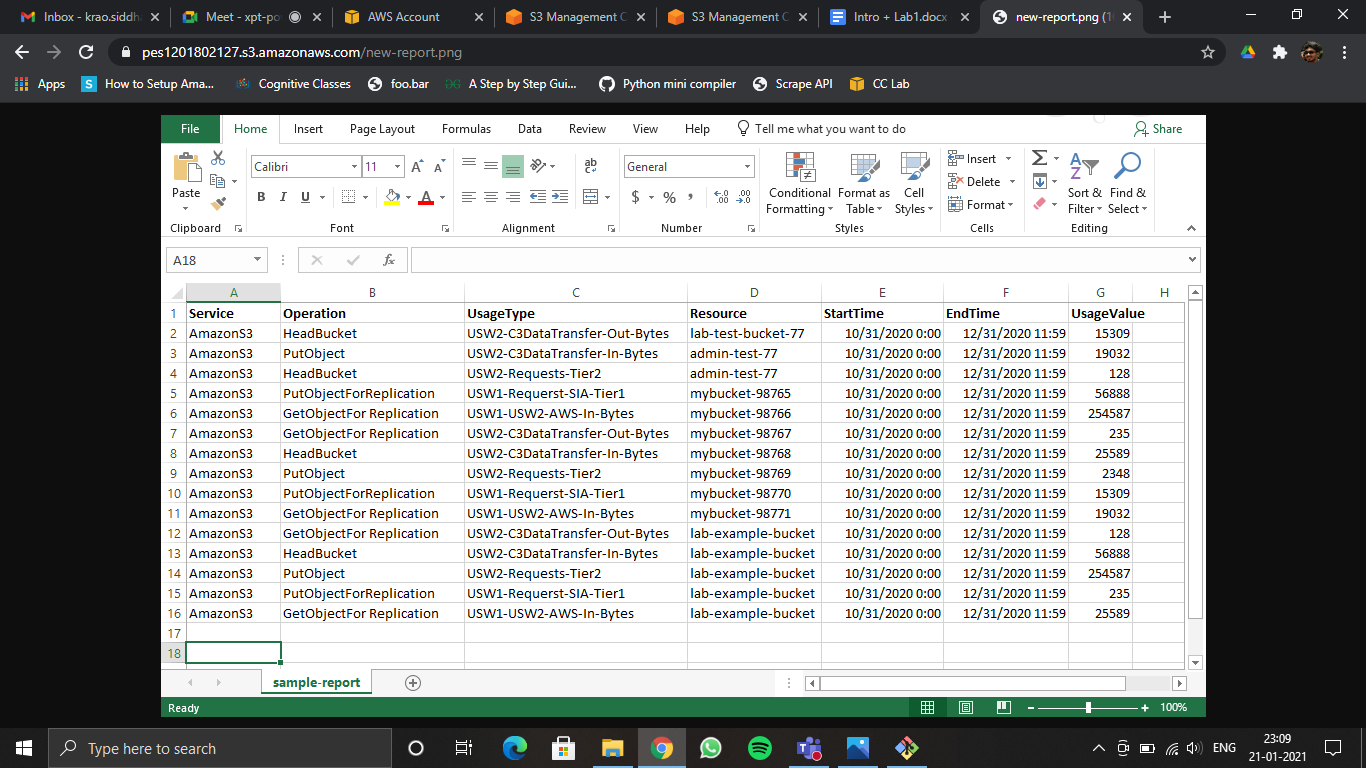 Inbox - krao.siddh
Meet - xpt-po
AWS Account
S3 Management C
S3 Management C
Intro + Lab1.docx
new-report.png (1
pes1201802127.s3.amazonaws.com/new-report.png
Apps
How to Setup Ama...
Cognitive Classes
foo.bar
A Step by Step Gui...
Python mini compiler
Scrape API
CC Lab
File Home Insert Page Layout Formulas Data Review View Help Tell me what you want to do Share
Calibri 11 General
Paste
Conditional Formatting
Format as Table
Cell Styles
Insert
Delete
Format
Sort & Filter
Find & Select
Clipboard Font Alignment Number Styles Cells Editing
A18 fx
A B C D E F G H
1 Service Operation UsageType Resource StartTime EndTime UsageValue
2 AmazonS3 HeadBucket USW2-C3DataTransfer-Out-Bytes lab-test-bucket-77 10/31/2020 0:00 12/31/2020 11:59 15309
3 AmazonS3 PutObject USW2-C3DataTransfer-In-Bytes admin-test-77 10/31/2020 0:00 12/31/2020 11:59 19032
4 AmazonS3 HeadBucket USW2-Requests-Tier2 admin-test-77 10/31/2020 0:00 12/31/2020 11:59 128
5 AmazonS3 PutObjectForReplication USW1-Requerst-SIA-Tier1 mybucket-98765 10/31/2020 0:00 12/31/2020 11:59 56888
6 AmazonS3 GetObjectFor Replication USW1-USW2-AWS-In-Bytes mybucket-98766 10/31/2020 0:00 12/31/2020 11:59 254587
7 AmazonS3 GetObjectFor Replication USW2-C3DataTransfer-Out-Bytes mybucket-98767 10/31/2020 0:00 12/31/2020 11:59 235
8 AmazonS3 HeadBucket USW2-C3DataTransfer-In-Bytes mybucket-98768 10/31/2020 0:00 12/31/2020 11:59 25589
9 AmazonS3 PutObject USW2-Requests-Tier2 mybucket-98769 10/31/2020 0:00 12/31/2020 11:59 2348
10 AmazonS3 PutObjectForReplication USW1-Requerst-SIA-Tier1 mybucket-98770 10/31/2020 0:00 12/31/2020 11:59 15309
11 AmazonS3 GetObjectFor Replication USW1-USW2-AWS-In-Bytes mybucket-98771 10/31/2020 0:00 12/31/2020 11:59 19032
12 AmazonS3 GetObjectFor Replication USW2-C3DataTransfer-Out-Bytes lab-example-bucket 10/31/2020 0:00 12/31/2020 11:59 128
13 AmazonS3 HeadBucket USW2-C3DataTransfer-In-Bytes lab-example-bucket 10/31/2020 0:00 12/31/2020 11:59 56888
14 AmazonS3 PutObject USW2-Requests-Tier2 lab-example-bucket 10/31/2020 0:00 12/31/2020 11:59 254587
15 AmazonS3 PutObjectForReplication USW1-Requerst-SIA-Tier1 lab-example-bucket 10/31/2020 0:00 12/31/2020 11:59 235
16 AmazonS3 GetObjectFor Replication USW1-USW2-AWS-In-Bytes lab-example-bucket 10/31/2020 0:00 12/31/2020 11:59 25589
17
18
sample-report
Ready 100%
Type here to search
ENG
23:09
21-01-2021